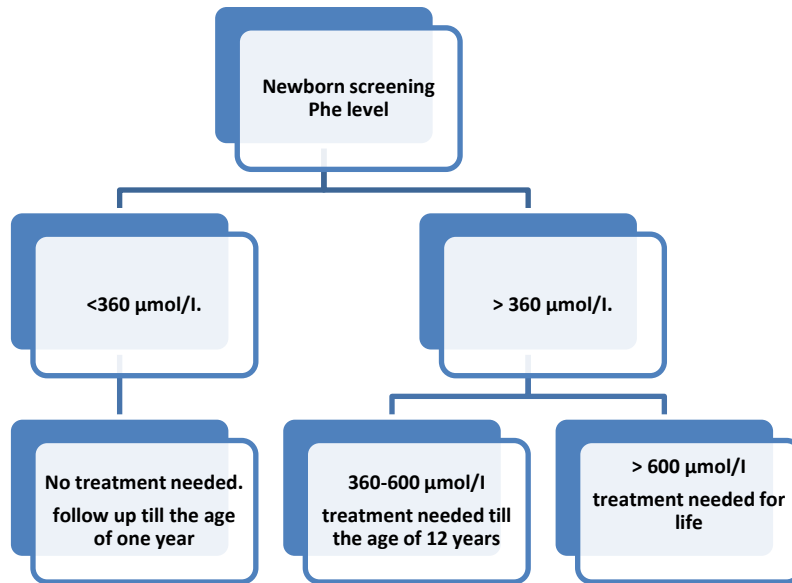 Newborn screening
Phe level
<360 µmol/I.
> 360 µmol/I.
No treatment needed.
follow up till the age
of one year
360-600 µmol/I
treatment needed till
the age of 12 years
> 600 µmol/I
treatment needed for
life